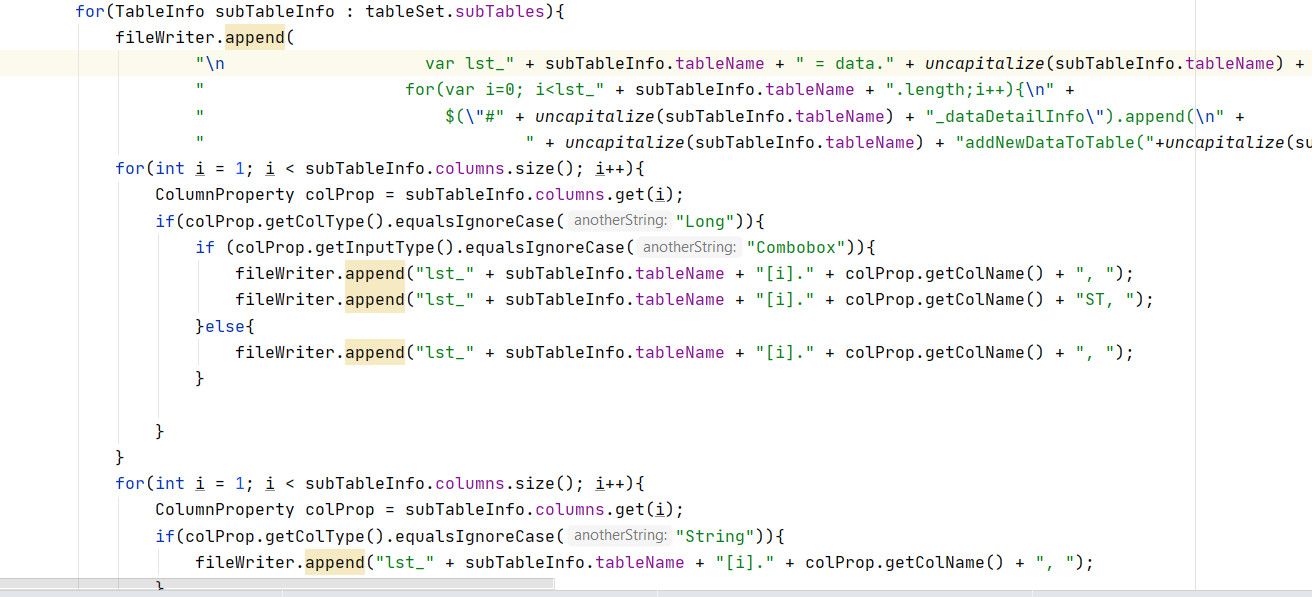 for(TableInfo subTableInfo : tableSet.subTables){
fileWriter.append(
"\n                    var lst_" + subTableInfo.tableName + " = data." + uncapitalize(subTableInfo.tableName) +
"                    for(var i=0; i<lst_" + subTableInfo.tableName + ".length;i++){\n" +
"                        $(\"#" + uncapitalize(subTableInfo.tableName) + "_dataDetailInfo\").append(\n" +
"                                " + uncapitalize(subTableInfo.tableName) + "addNewDataToTable("+uncapitalize(su
for(int i = 1; i < subTableInfo.columns.size(); i++){
ColumnProperty colProp = subTableInfo.columns.get(i);
if(colProp.getColType().equalsIgnoreCase( anotherString: "Long")){
if (colProp.getInputType().equalsIgnoreCase( anotherString: "Combobox")){
fileWriter.append("lst_" + subTableInfo.tableName + "[i]." + colProp.getColName() + ", ");
fileWriter.append("lst_" + subTableInfo.tableName + "[i]." + colProp.getColName() + "ST, ");
}else{
fileWriter.append("lst_" + subTableInfo.tableName + "[i]." + colProp.getColName() + ", ");
}
}
}
for(int i = 1; i < subTableInfo.columns.size(); i++){
ColumnProperty colProp = subTableInfo.columns.get(i);
if(colProp.getColType().equalsIgnoreCase( anotherString: "String")){
fileWriter.append("lst_" + subTableInfo.tableName + "[i]." + colProp.getColName() + ", ");
}